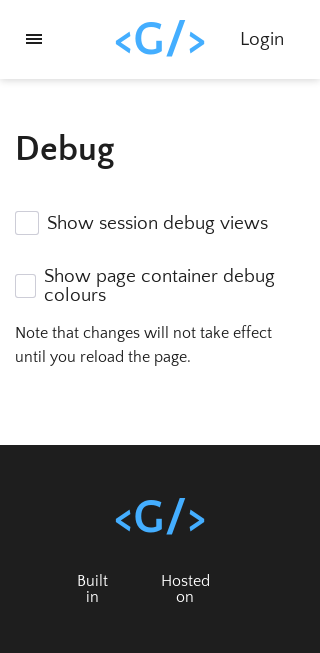 <G/>
Login
Debug
Show session debug views
Show page container debug
colours
Note that changes will not take effect
until you reload the page.
<G/>
Built
in
Hosted
on